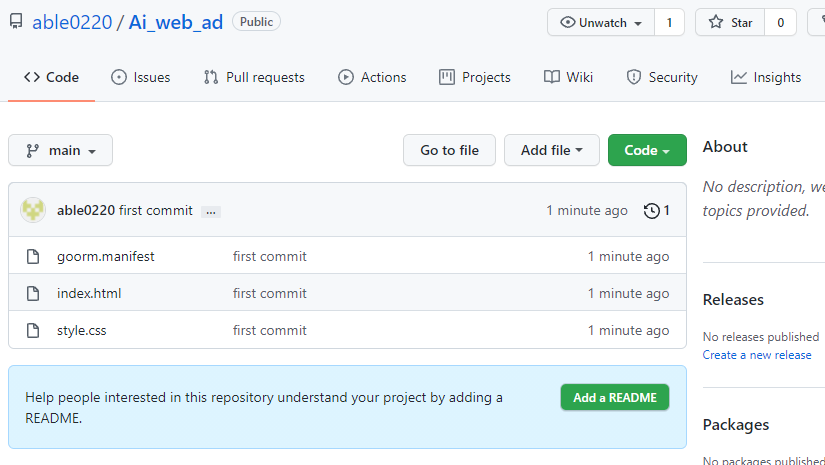 able0220 / Ai_web_ad Public Unwatch 1 Star 0
Code Issues Pull requests Actions Projects Wiki Security Insights
main Go to file Add file Code
able0220 first commit ... 1 minute ago 1
goorm.manifest first commit 1 minute ago
index.html first commit 1 minute ago
style.css first commit 1 minute ago
Help people interested in this repository understand your project by adding a
README.
Add a README
About
No description, we
topics provided.
Releases
No releases published
Create a new release
Packages
No packages published